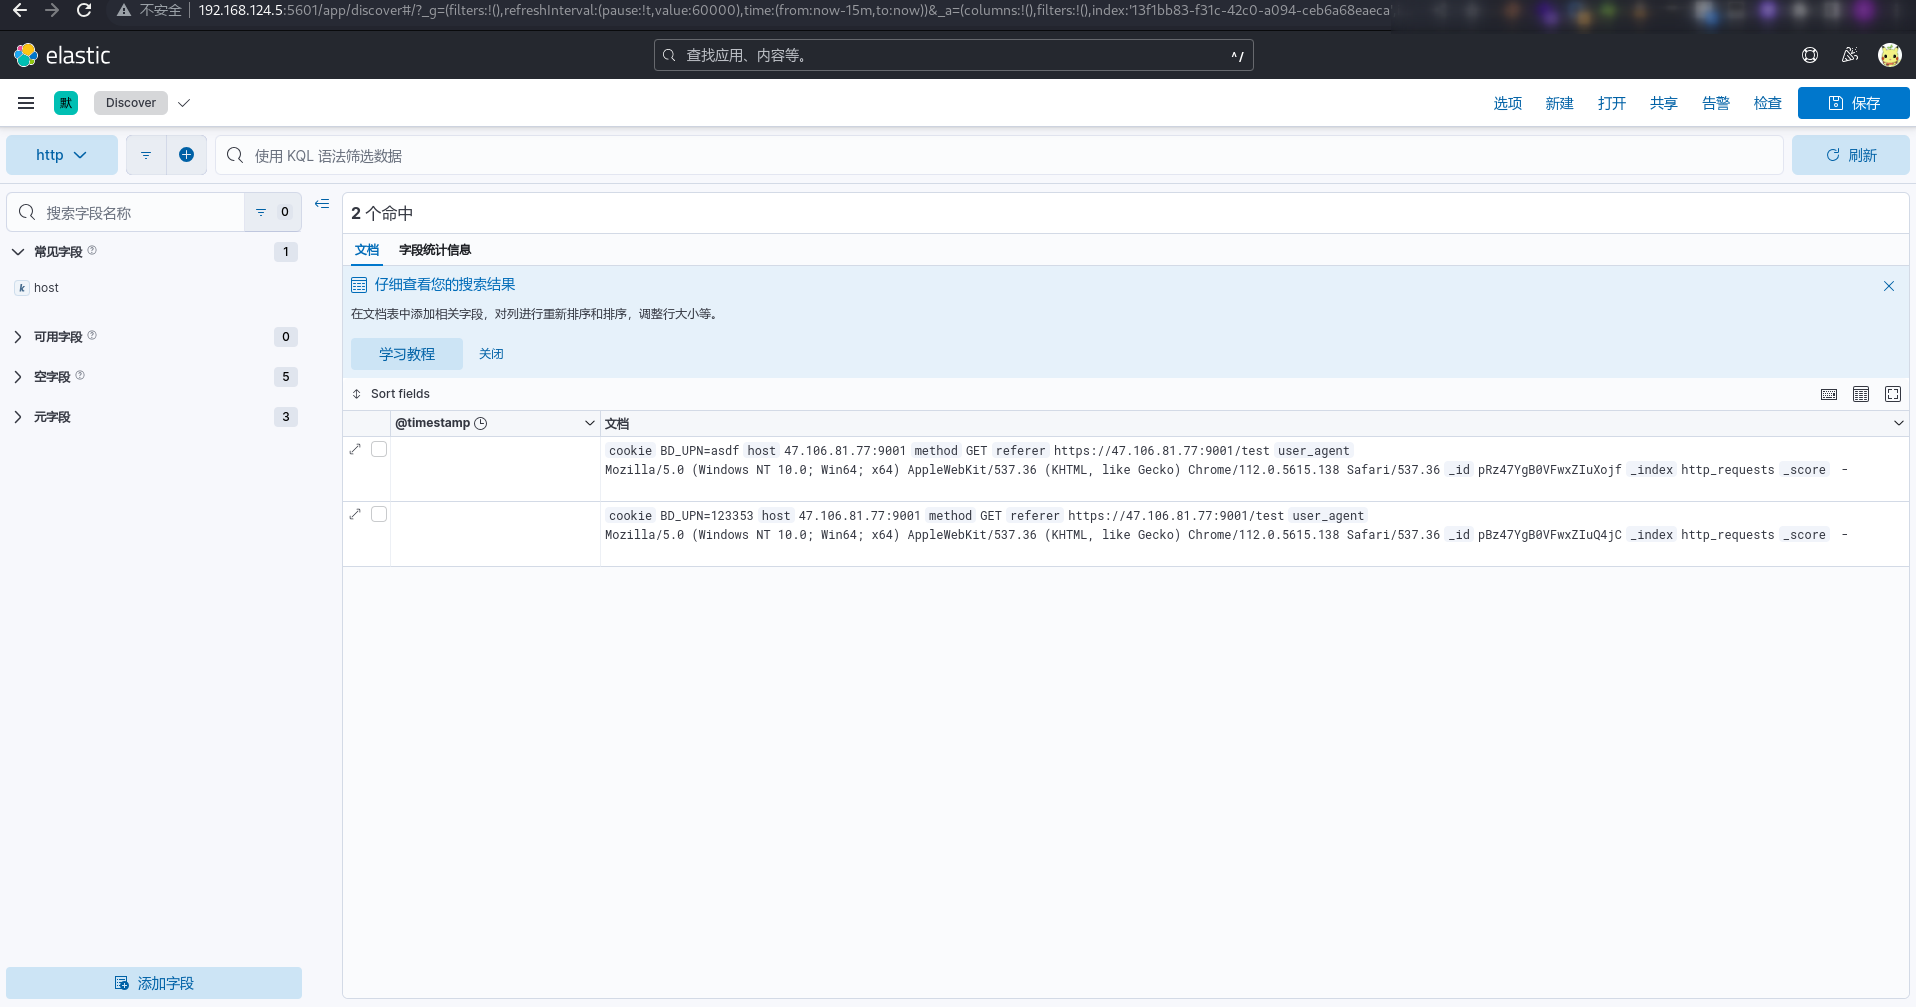 不安全 192.168.124.5:5601/app/discover#/?_g=(filters:!(),refreshInterval:(pause:!t,value:60000),time:(from:now-15m,to:now))&_a=(columns:!(),filters:!(),index:'13f1bb83-f31c-42c0-a094-ceb6a68eaeca'
elastic 查找应用、内容等。 ^/
默 Discover 选项 新建 打开 共享 告警 检查 保存
http 使用 KQL 语法筛选数据 刷新
搜索字段名称 0
常见字段 1
k host
可用字段 0
空字段 5
元字段 3
添加字段
2 个命中
文档 字段统计信息
仔细查看您的搜索结果
在文档表中添加相关字段，对列进行重新排序和排序，调整行大小等。
学习教程 关闭
Sort fields
@timestamp 文档
cookie BD_UPN=asdf host 47.106.81.77:9001 method GET referer https://47.106.81.77:9001/test user_agent
Mozilla/5.0 (Windows NT 10.0; Win64; x64) AppleWebKit/537.36 (KHTML, like Gecko) Chrome/112.0.5615.138 Safari/537.36 _id pRz47YgB0VFwxZIuXojf _index http_requests _score -
cookie BD_UPN=123353 host 47.106.81.77:9001 method GET referer https://47.106.81.77:9001/test user_agent
Mozilla/5.0 (Windows NT 10.0; Win64; x64) AppleWebKit/537.36 (KHTML, like Gecko) Chrome/112.0.5615.138 Safari/537.36 _id pBz47YgB0VFwxZIuQ4jC _index http_requests _score -